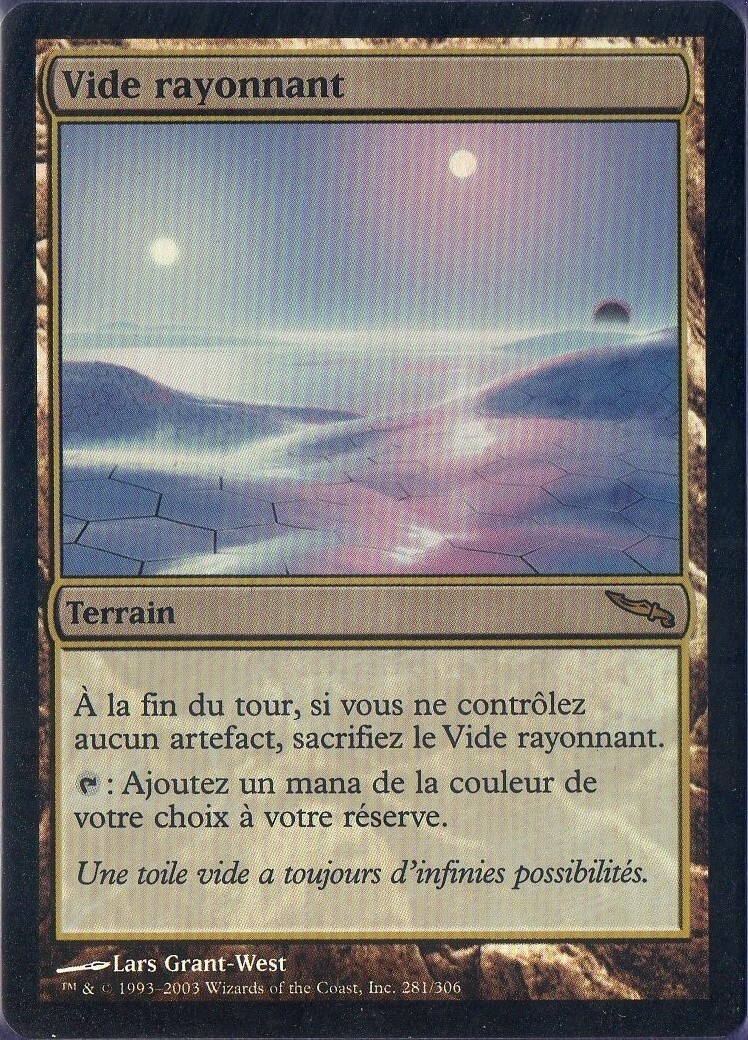 Vide rayonnant
Terrain
À la fin du tour, si vous ne contrôlez
aucun artefact, sacrifiez le Vide rayonnant.
: Ajoutez un mana de la couleur de
votre choix à votre réserve.
Une toile vide a toujours d'infinies possibilités.
Lars Grant-West
™ & © 1993–2003 Wizards of the Coast, Inc. 281/306